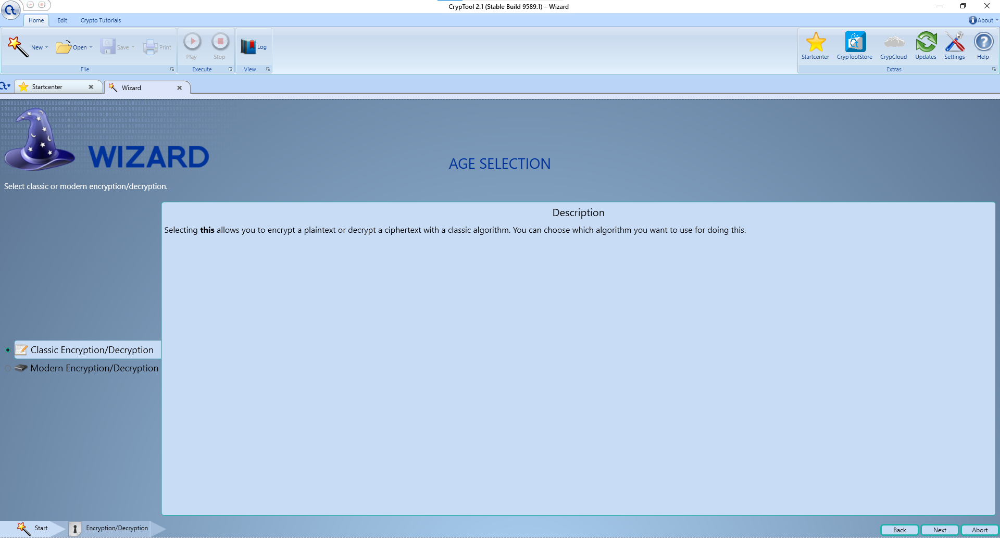 CrypTool 2.1 (Stable Build 9589.1) – Wizard
Home Edit Crypto Tutorials About
New Open Save Print Play Stop Log Startcenter CrypToolStore CrypCloud Updates Settings Help
File Execute View Extras
Startcenter Wizard
WIZARD
AGE SELECTION
Select classic or modern encryption/decryption.
Description
Selecting this allows you to encrypt a plaintext or decrypt a ciphertext with a classic algorithm. You can choose which algorithm you want to use for doing this.
Classic Encryption/Decryption
Modern Encryption/Decryption
Start Encryption/Decryption Back Next Abort